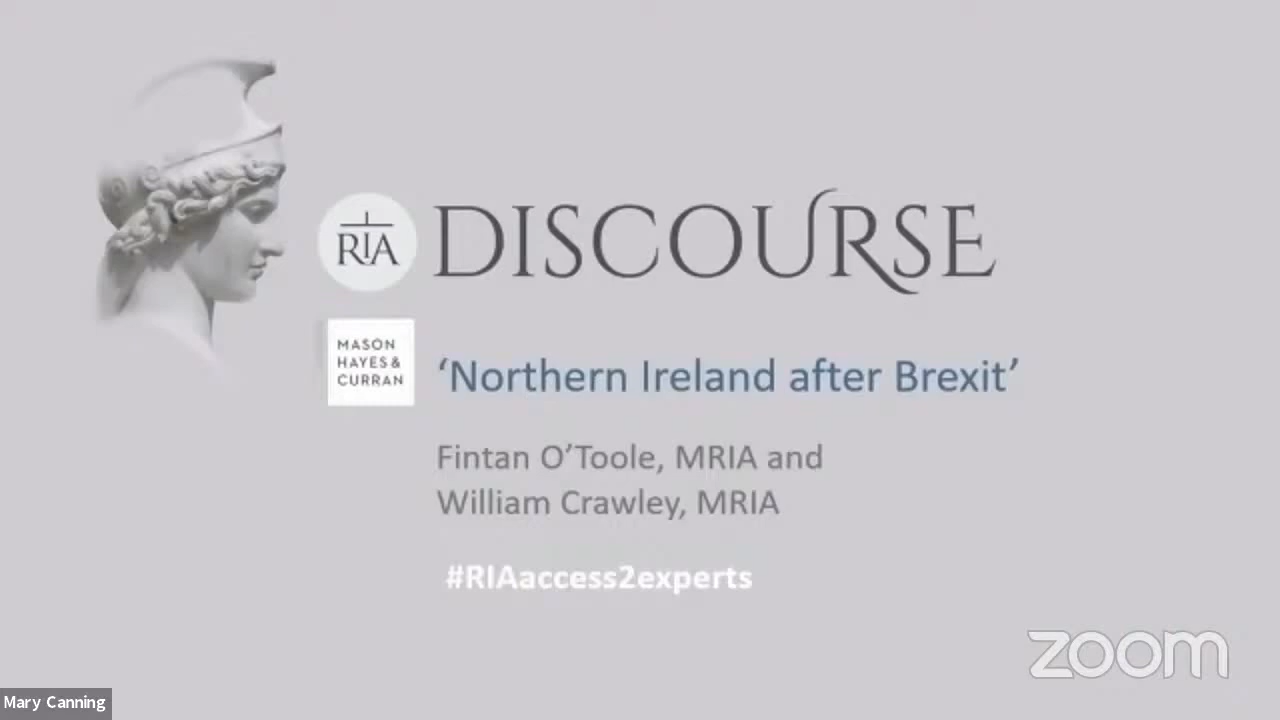 RIA DISCOURSE
MASON
HAYES &
CURRAN
‘Northern Ireland after Brexit’
Fintan O’Toole, MRIA and
William Crawley, MRIA
#RIAaccess2experts
zoom
Mary Canning